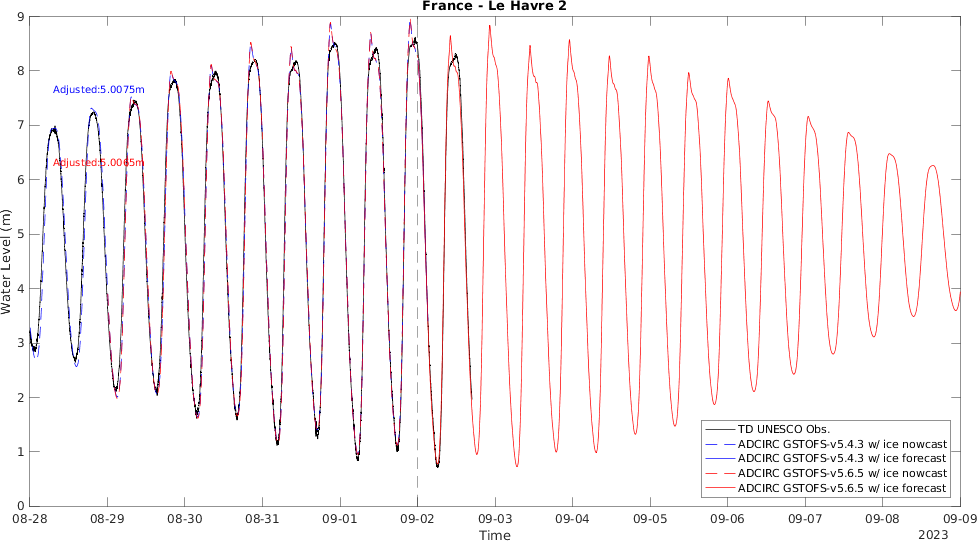 France - Le Havre 2
9
8
7
6
5
4
3
2
1
0
Water Level (m)
Adjusted:5.0075m
Adjusted:5.0065m
TD UNESCO Obs.
ADCIRC GSTOFS-v5.4.3 w/ ice nowcast
ADCIRC GSTOFS-v5.4.3 w/ ice forecast
ADCIRC GSTOFS-v5.6.5 w/ ice nowcast
ADCIRC GSTOFS-v5.6.5 w/ ice forecast
08-28 08-29 08-30 08-31 09-01 09-02 09-03 09-04 09-05 09-06 09-07 09-08 09-09
Time
2023